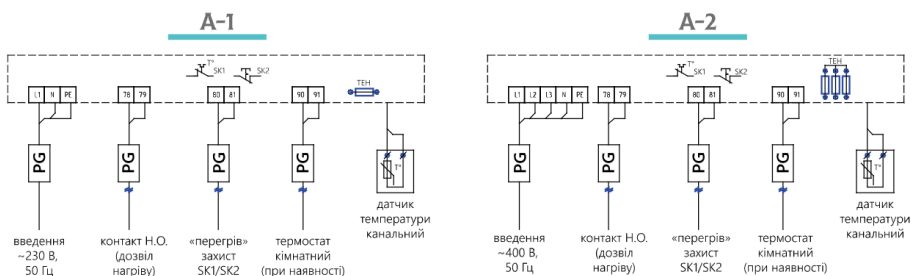 A-1
T°
SK1
SK2
ТЕН
L1 N PE 78 79 80 81 90 91
PG PG PG PG
T°
введення
~230 В,
50 Гц
контакт Н.О.
(дозвіл
нагріву)
«перегрів»
захист
SK1/SK2
термостат
кімнатний
(при наявності)
датчик
температури
канальний
A-2
T°
SK1
SK2
ТЕН
L1 L2 L3 N PE 78 79 80 81 90 91
PG PG PG PG
T°
введення
~400 В,
50 Гц
контакт Н.О.
(дозвіл
нагріву)
«перегрів»
захист
SK1/SK2
термостат
кімнатний
(при наявності)
датчик
температури
канальний